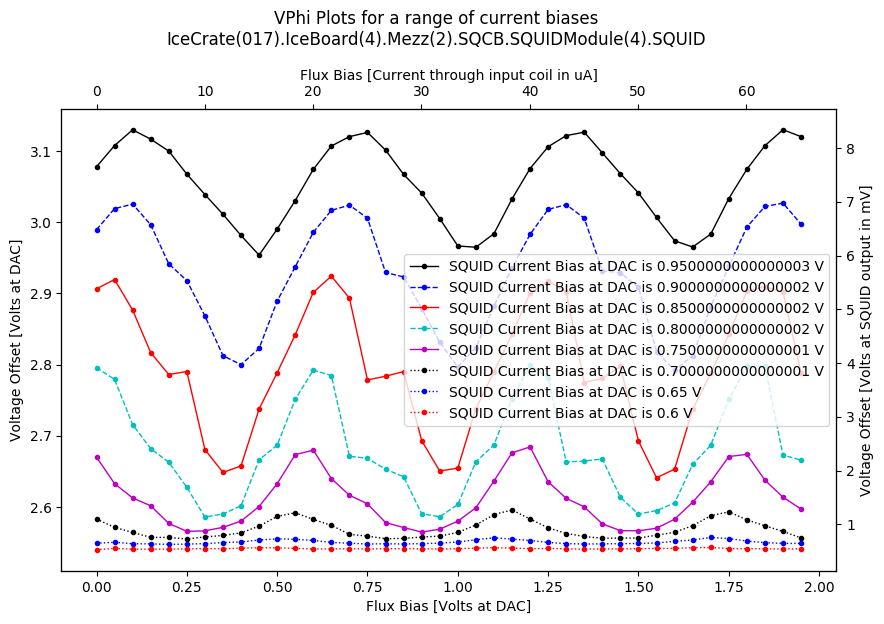 VPhi Plots for a range of current biases
IceCrate(017).IceBoard(4).Mezz(2).SQCB.SQUIDModule(4).SQUID
Flux Bias [Current through input coil in uA]
0 10 20 30 40 50 60
Voltage Offset [Volts at DAC]
3.1
3.0
2.9
2.8
2.7
2.6
SQUID Current Bias at DAC is 0.9500000000000003 V
SQUID Current Bias at DAC is 0.9000000000000002 V
SQUID Current Bias at DAC is 0.8500000000000002 V
SQUID Current Bias at DAC is 0.8000000000000002 V
SQUID Current Bias at DAC is 0.7500000000000001 V
SQUID Current Bias at DAC is 0.7000000000000001 V
SQUID Current Bias at DAC is 0.65 V
SQUID Current Bias at DAC is 0.6 V
8
7
6
5
4
3
2
1
Voltage Offset [Volts at SQUID output in mV]
0.00 0.25 0.50 0.75 1.00 1.25 1.50 1.75 2.00
Flux Bias [Volts at DAC]